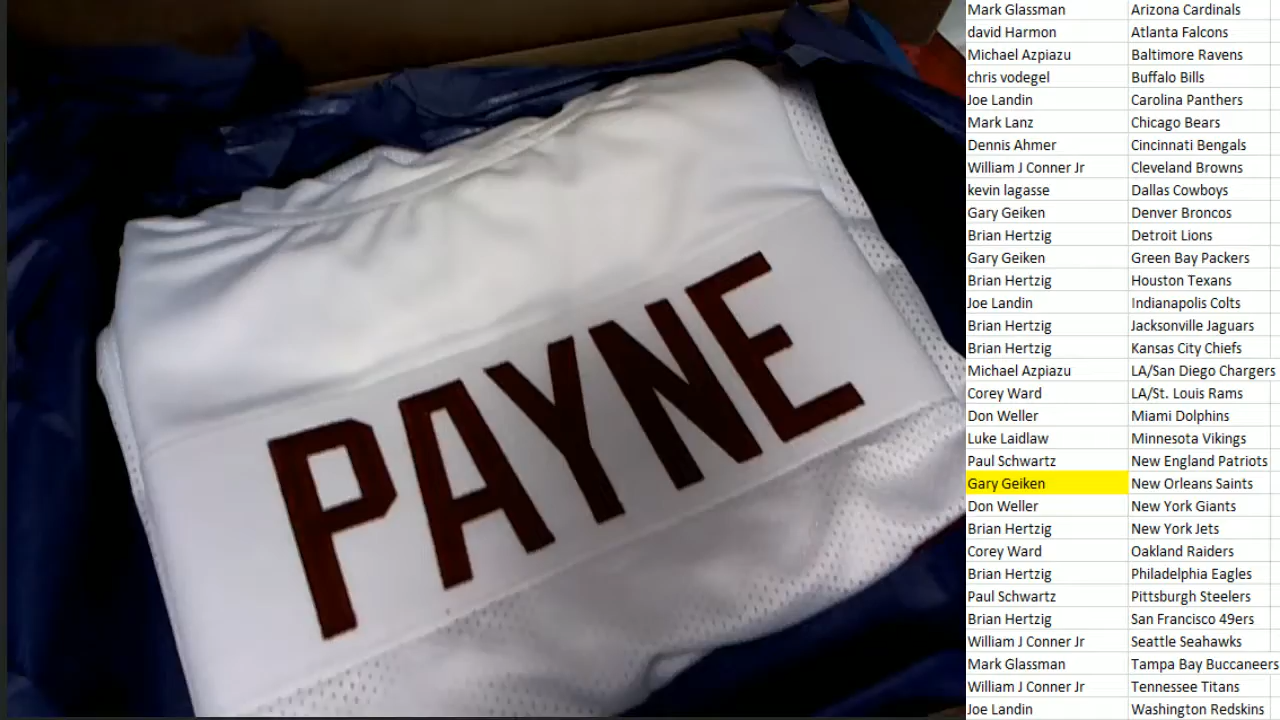 PAYNE
Mark Glassman Arizona Cardinals
david Harmon Atlanta Falcons
Michael Azpiazu Baltimore Ravens
chris vodegel Buffalo Bills
Joe Landin Carolina Panthers
Mark Lanz Chicago Bears
Dennis Ahmer Cincinnati Bengals
William J Conner Jr Cleveland Browns
kevin lagasse Dallas Cowboys
Gary Geiken Denver Broncos
Brian Hertzig Detroit Lions
Gary Geiken Green Bay Packers
Brian Hertzig Houston Texans
Joe Landin Indianapolis Colts
Brian Hertzig Jacksonville Jaguars
Brian Hertzig Kansas City Chiefs
Michael Azpiazu LA/San Diego Chargers
Corey Ward LA/St. Louis Rams
Don Weller Miami Dolphins
Luke Laidlaw Minnesota Vikings
Paul Schwartz New England Patriots
Gary Geiken New Orleans Saints
Don Weller New York Giants
Brian Hertzig New York Jets
Corey Ward Oakland Raiders
Brian Hertzig Philadelphia Eagles
Paul Schwartz Pittsburgh Steelers
Brian Hertzig San Francisco 49ers
William J Conner Jr Seattle Seahawks
Mark Glassman Tampa Bay Buccaneers
William J Conner Jr Tennessee Titans
Joe Landin Washington Redskins